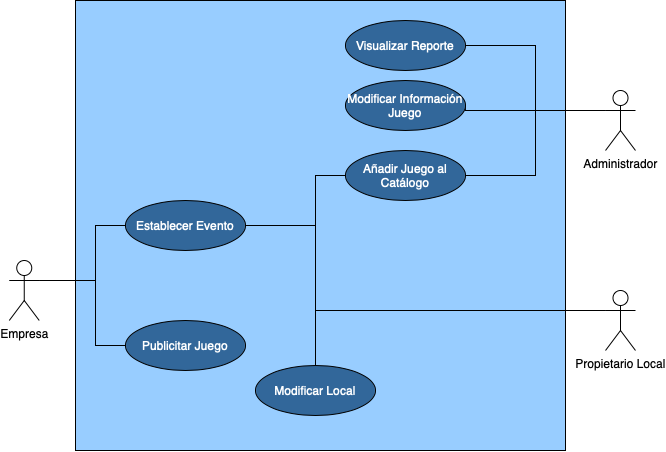 Visualizar Reporte
Modificar Información
Juego
Administrador
Añadir Juego al
Catálogo
Establecer Evento
Empresa
Publicitar Juego
Propietario Local
Modificar Local